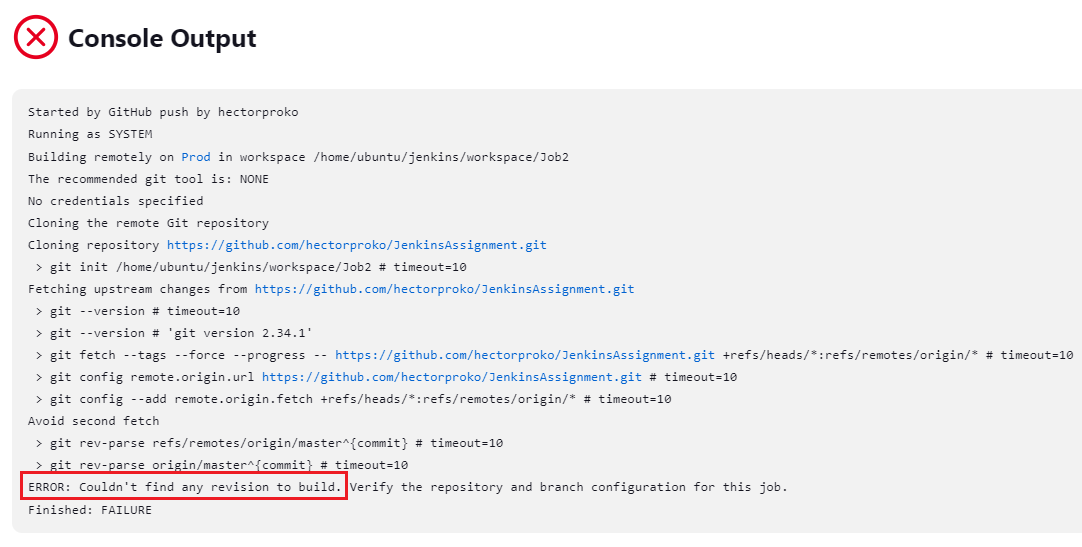 Console Output
Started by GitHub push by hectorproko
Running as SYSTEM
Building remotely on Prod in workspace /home/ubuntu/jenkins/workspace/Job2
The recommended git tool is: NONE
No credentials specified
Cloning the remote Git repository
Cloning repository https://github.com/hectorproko/JenkinsAssignment.git
 > git init /home/ubuntu/jenkins/workspace/Job2 # timeout=10
Fetching upstream changes from https://github.com/hectorproko/JenkinsAssignment.git
 > git --version # timeout=10
 > git --version # 'git version 2.34.1'
 > git fetch --tags --force --progress -- https://github.com/hectorproko/JenkinsAssignment.git +refs/heads/*:refs/remotes/origin/* # timeout=10
 > git config remote.origin.url https://github.com/hectorproko/JenkinsAssignment.git # timeout=10
 > git config --add remote.origin.fetch +refs/heads/*:refs/remotes/origin/* # timeout=10
Avoid second fetch
 > git rev-parse refs/remotes/origin/master^{commit} # timeout=10
 > git rev-parse origin/master^{commit} # timeout=10
ERROR: Couldn't find any revision to build. Verify the repository and branch configuration for this job.
Finished: FAILURE